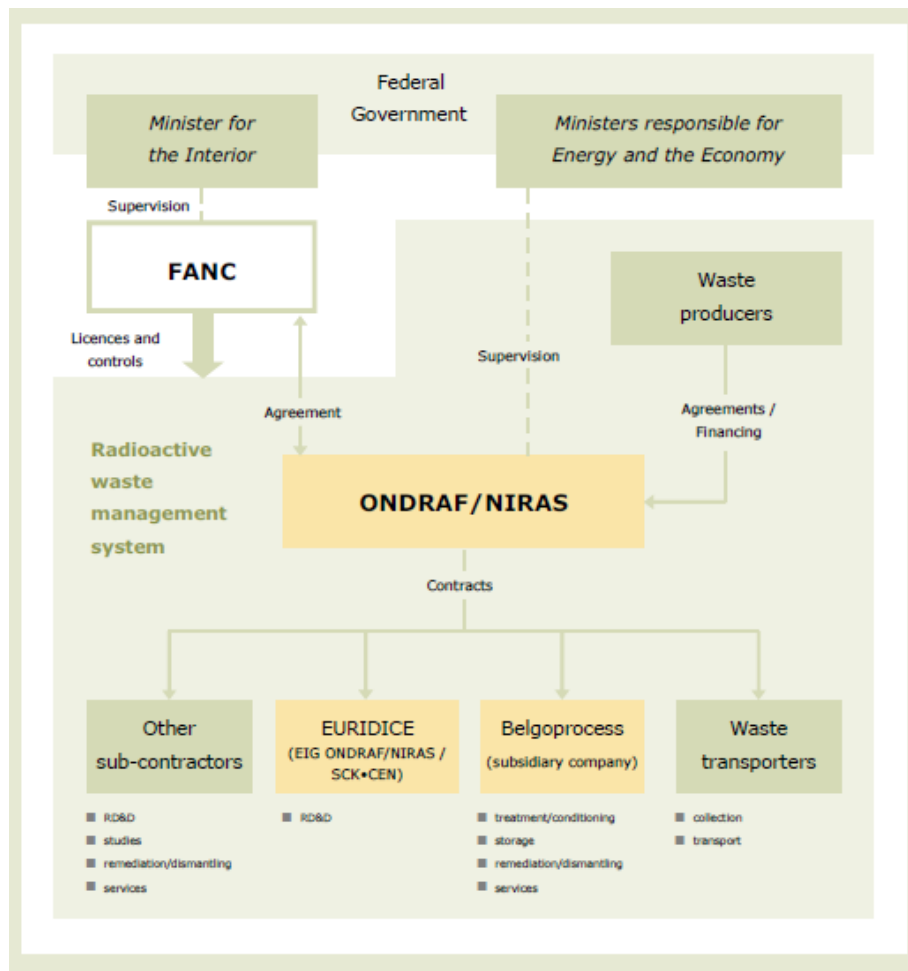 Federal
Government
Minister for
the Interior
Ministers responsible for
Energy and the Economy
Supervision
FANC
Waste
producers
Licences and
controls
Supervision
Agreement
Agreements /
Financing
Radioactive
waste
management
system
ONDRAF/NIRAS
Contracts
Other
sub-contractors
EURIDICE
(EIG ONDRAF/NIRAS /
SCK•CEN)
Belgoprocess
(subsidiary company)
Waste
transporters
■ RD&D
■ studies
■ remediation/dismantling
■ services
■ RD&D
■ treatment/conditioning
■ storage
■ remediation/dismantling
■ services
■ collection
■ transport